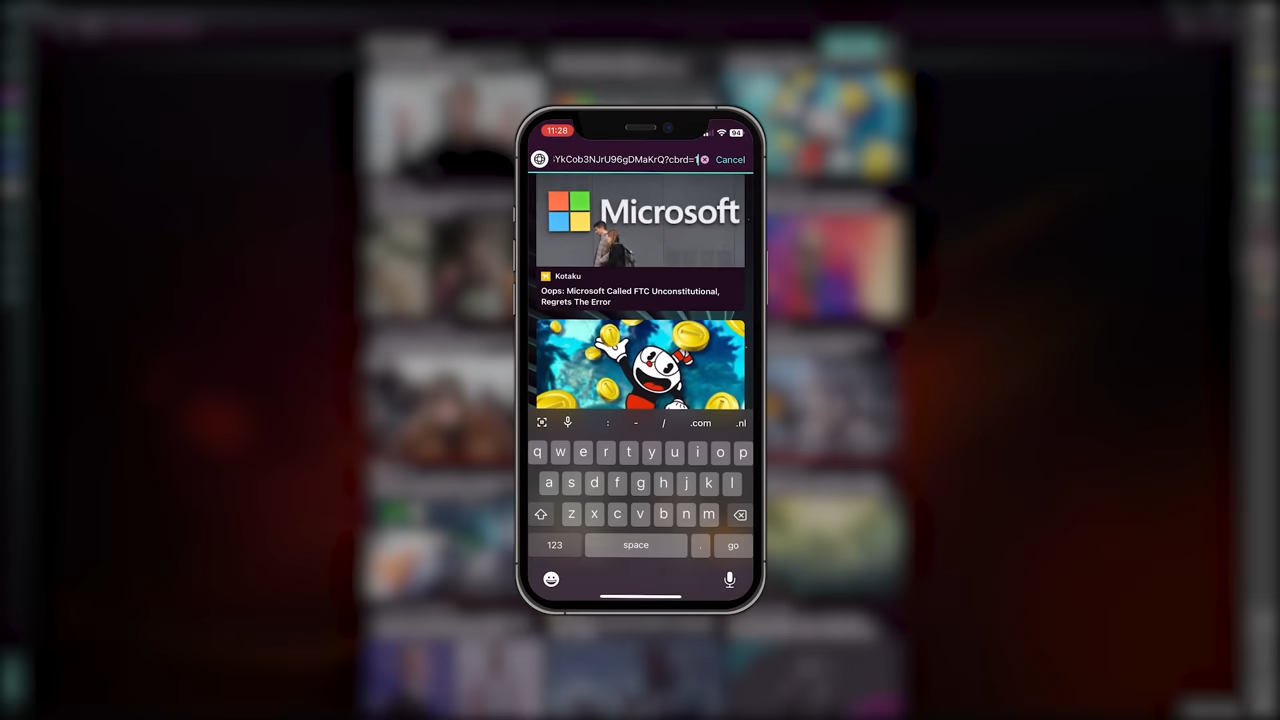 11:28
94
YkCob3NJrU96gDMaKrQ?cbrd=1
Cancel
Microsoft
Kotaku
Oops: Microsoft Called FTC Unconstitutional,
Regrets The Error
: - / .com .nl
q w e r t y u i o p
a s d f g h j k l
z x c v b n m
123 space . go